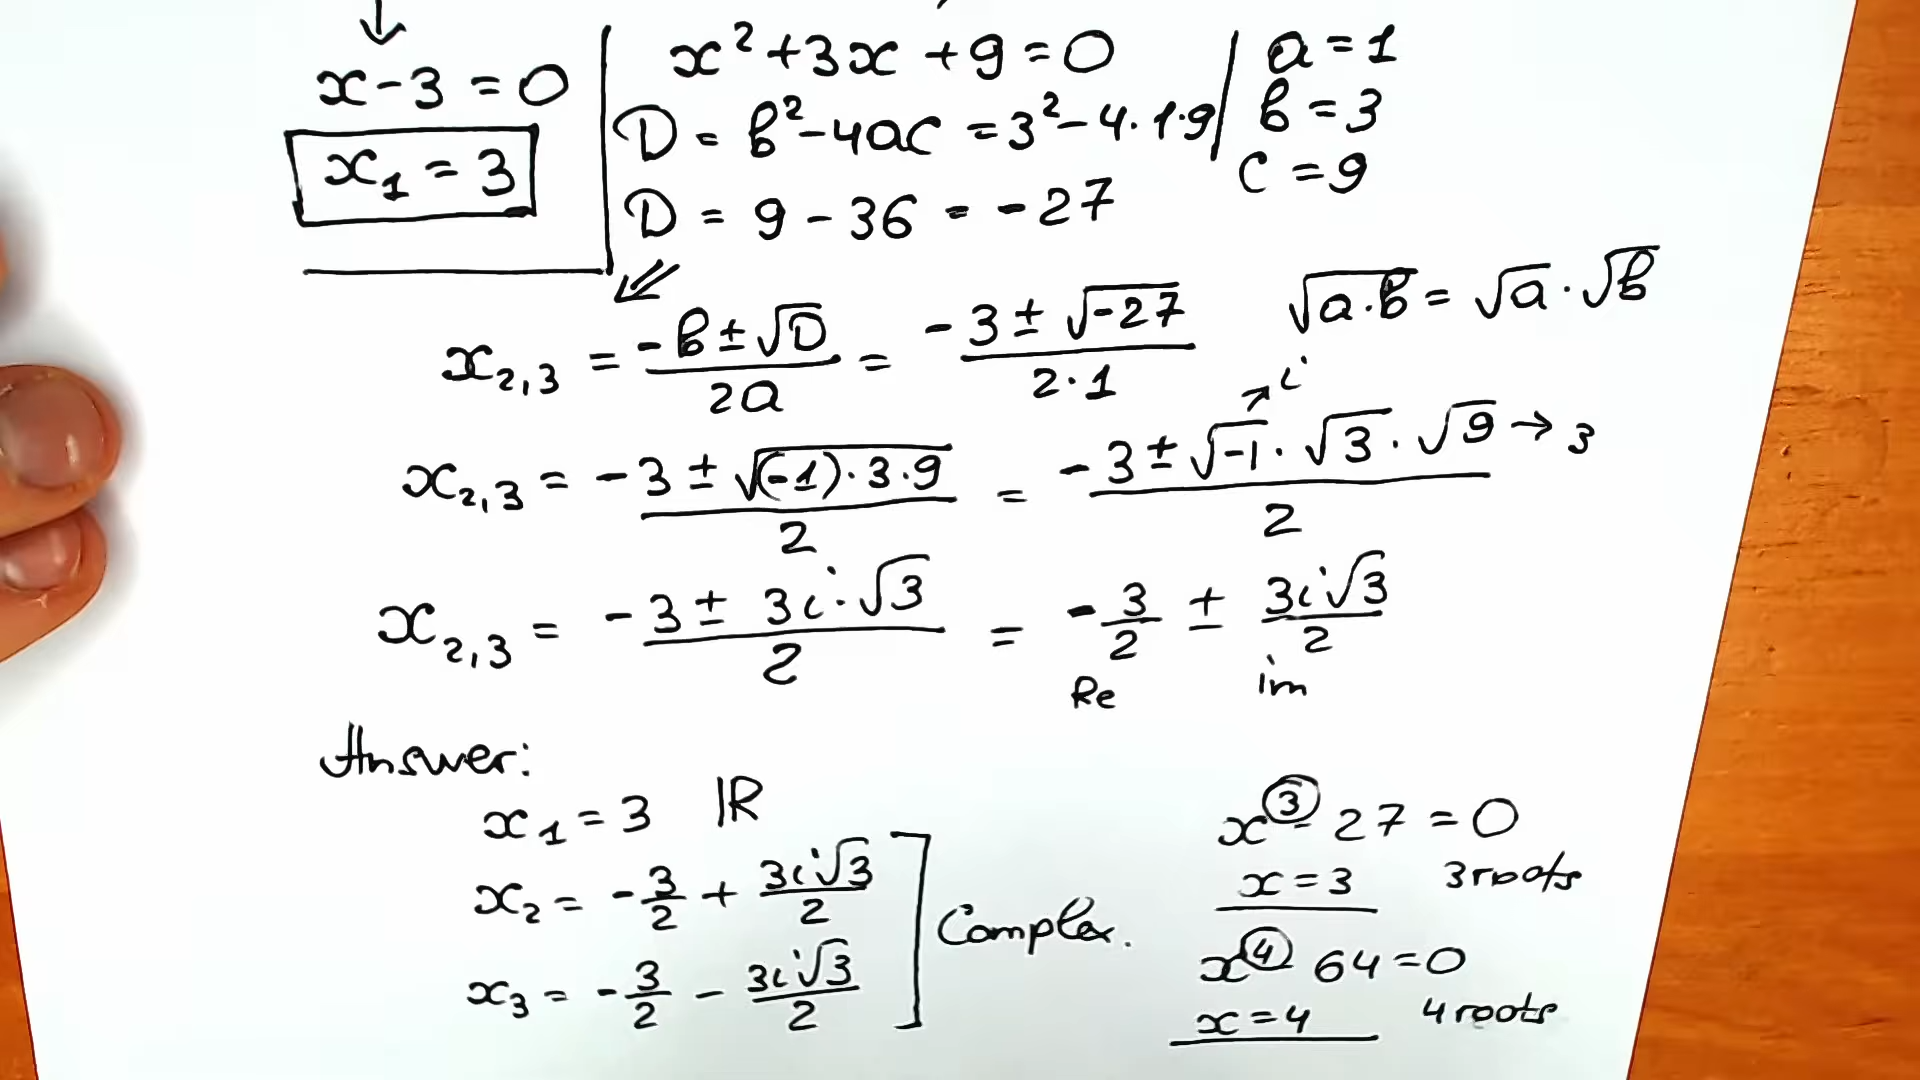 ↓
x - 3 = 0
x₁ = 3
x² + 3x + 9 = 0
D = b² - 4ac = 3² - 4 · 1 · 9
D = 9 - 36 = -27
a = 1
b = 3
c = 9
x₂,₃ = (-b ± √D)/(2a) = (-3 ± √-27)/(2 · 1)
√a·b = √a · √b
x₂,₃ = (-3 ± √(-1)·3·9)/2 = (-3 ± √-1 · √3 · √9)/2
↗ i
→ 3
x₂,₃ = (-3 ± 3i · √3)/2 = -3/2 ± 3i√3/2
Re im
Answer:
x₁ = 3 ℝ
x₂ = -3/2 + 3i√3/2
x₃ = -3/2 - 3i√3/2
Complex.
x³ - 27 = 0
x = 3 3 roots
x⁴ 64 = 0
x = 4 4 roots